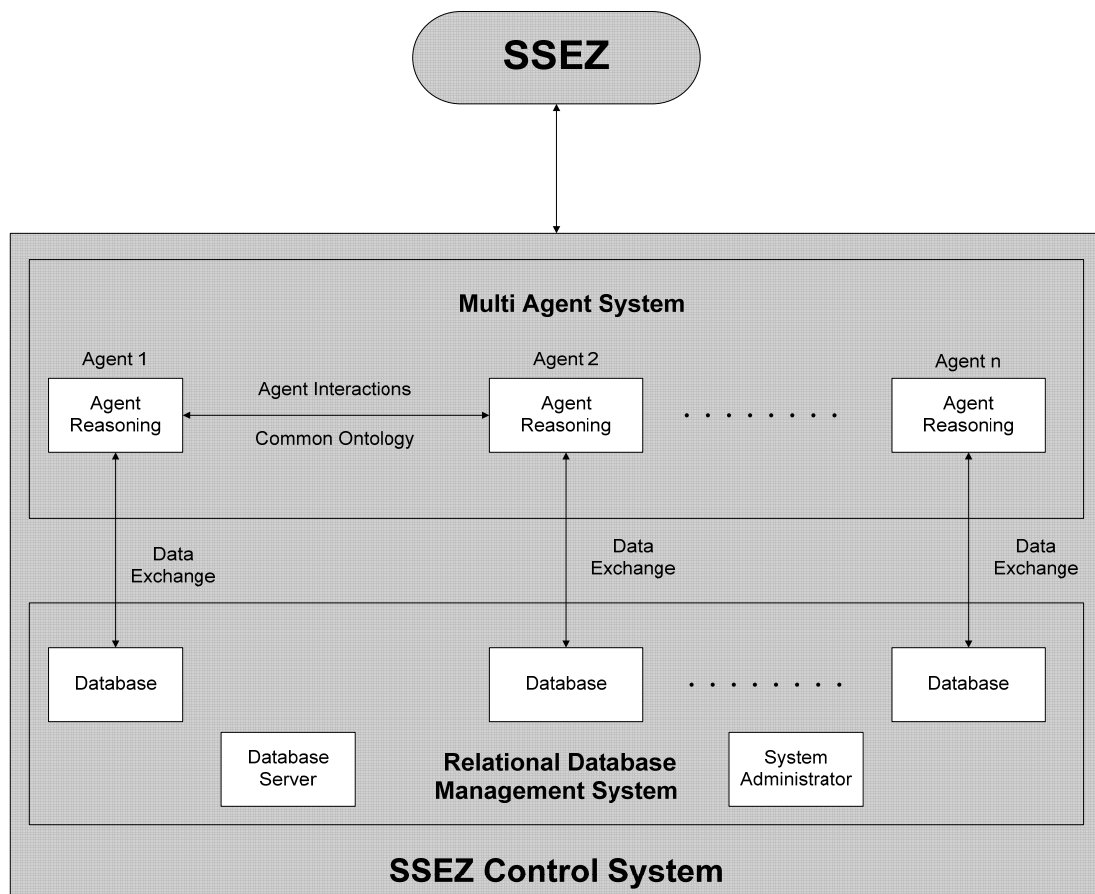 SSEZ
Multi Agent System
Agent 1
Agent 2
Agent n
Agent
Reasoning
Agent Interactions
Common Ontology
Agent
Reasoning
Agent
Reasoning
Data
Exchange
Data
Exchange
Data
Exchange
Database
Database
Database
Database
Server
Relational Database
Management System
System
Administrator
SSEZ Control System